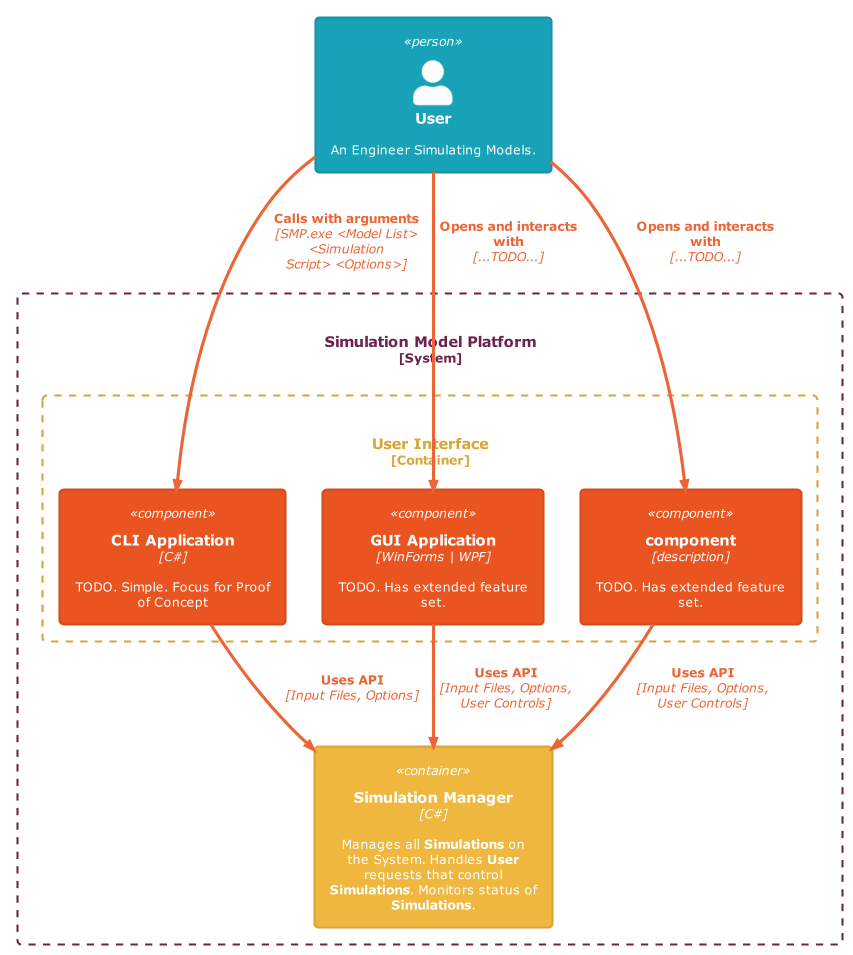 «person»
User
An Engineer Simulating Models.
Calls with arguments
[SMP.exe <Model List>
<Simulation
Script> <Options>]
Opens and interacts
with
[...TODO...]
Opens and interacts
with
[...TODO...]
Simulation Model Platform
[System]
User Interface
[Container]
«component»
CLI Application
[C#]
TODO. Simple. Focus for Proof
of Concept
«component»
GUI Application
[WinForms | WPF]
TODO. Has extended feature
set.
«component»
component
[description]
TODO. Has extended feature
set.
Uses API
[Input Files, Options]
Uses API
[Input Files, Options,
User Controls]
Uses API
[Input Files, Options,
User Controls]
«container»
Simulation Manager
[C#]
Manages all Simulations on
the System. Handles User
requests that control
Simulations. Monitors status of
Simulations.